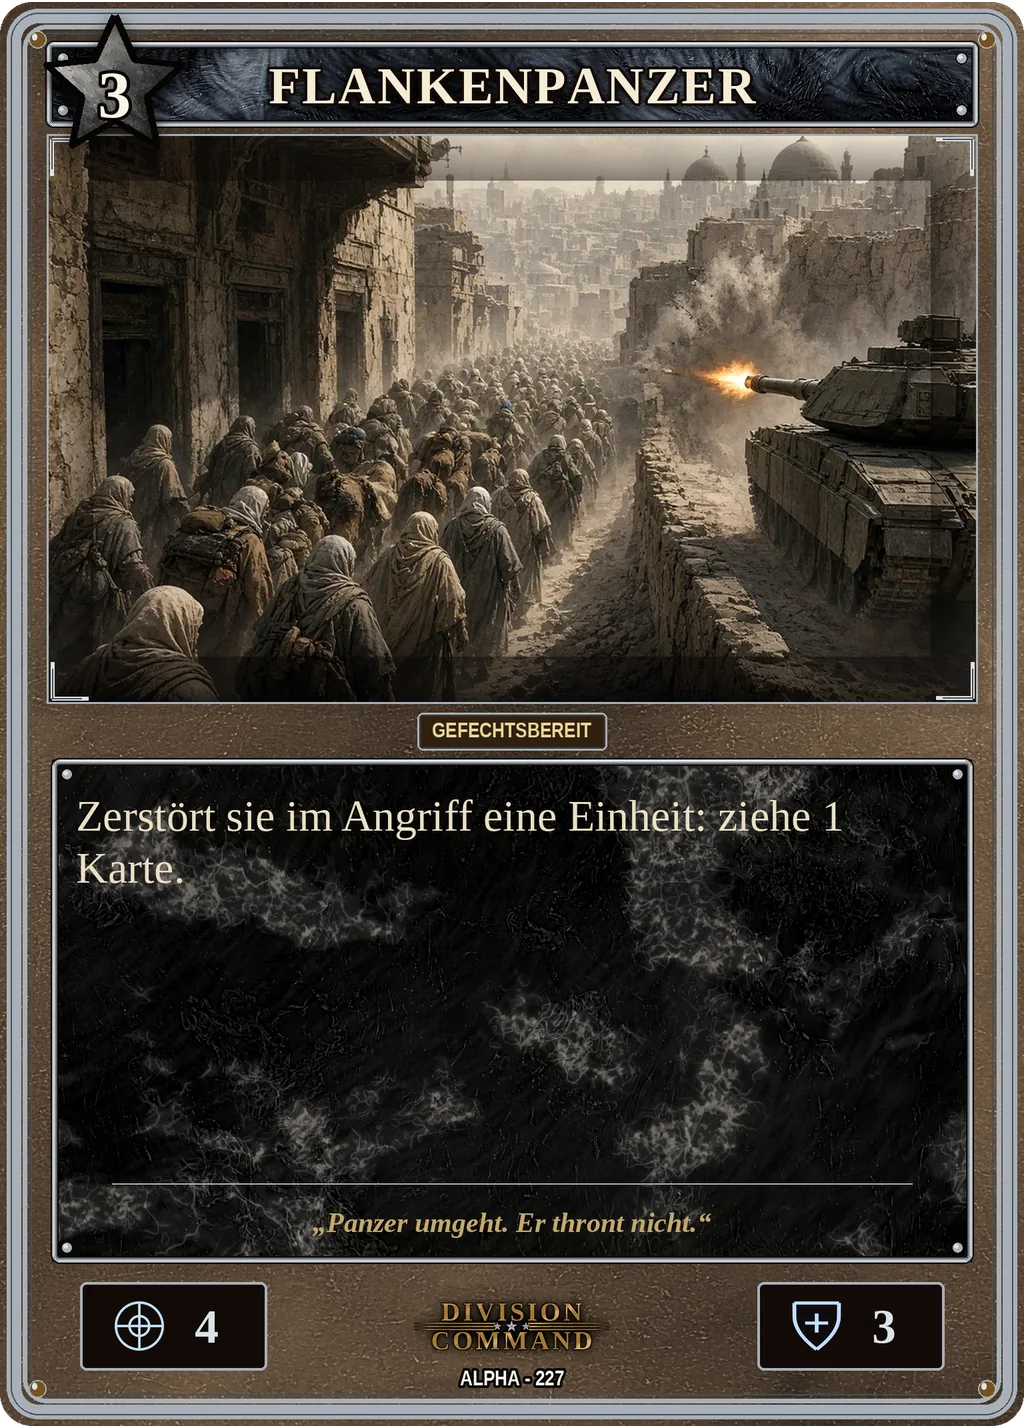 3
FLANKENPANZER
GEFECHTSBEREIT
Zerstört sie im Angriff eine Einheit: ziehe 1
Karte.
„Panzer umgeht. Er thront nicht.“
4
DIVISION
COMMAND
ALPHA - 227
3